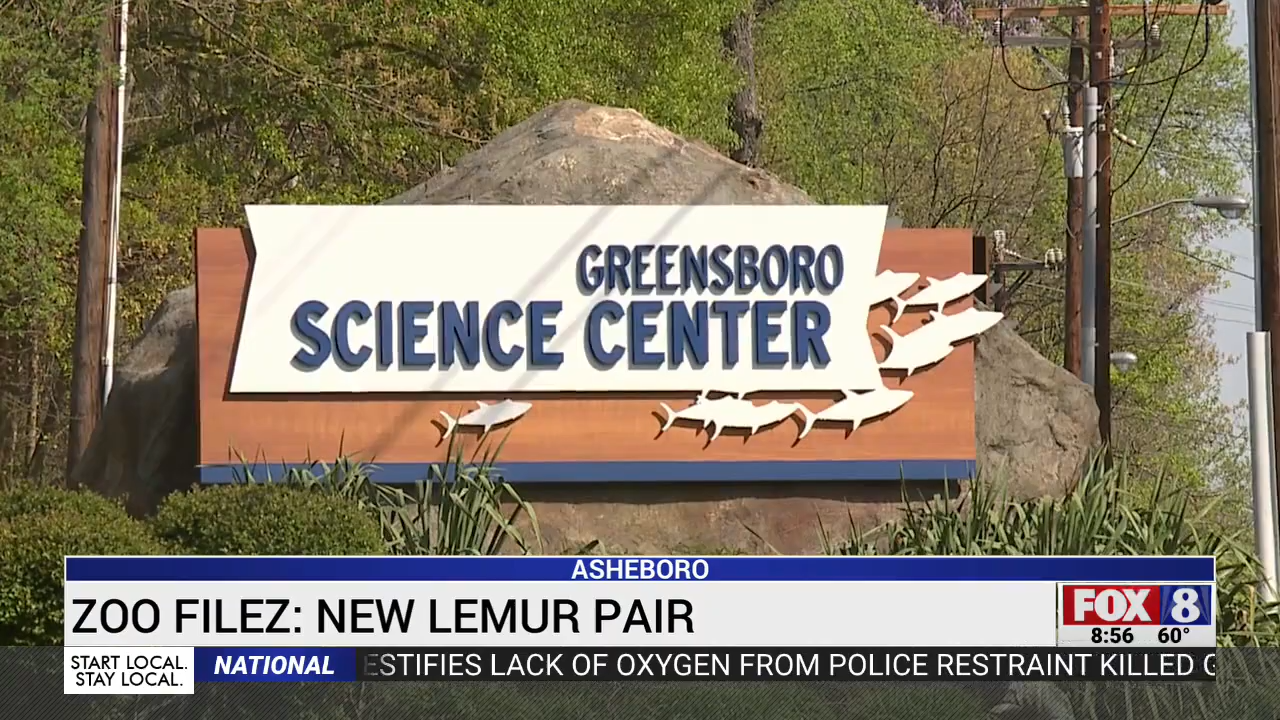 GREENSBORO
SCIENCE CENTER
ASHEBORO
ZOO FILEZ: NEW LEMUR PAIR
FOX 8
8:56 60°
START LOCAL.
STAY LOCAL.
NATIONAL
ESTIFIES LACK OF OXYGEN FROM POLICE RESTRAINT KILLED G